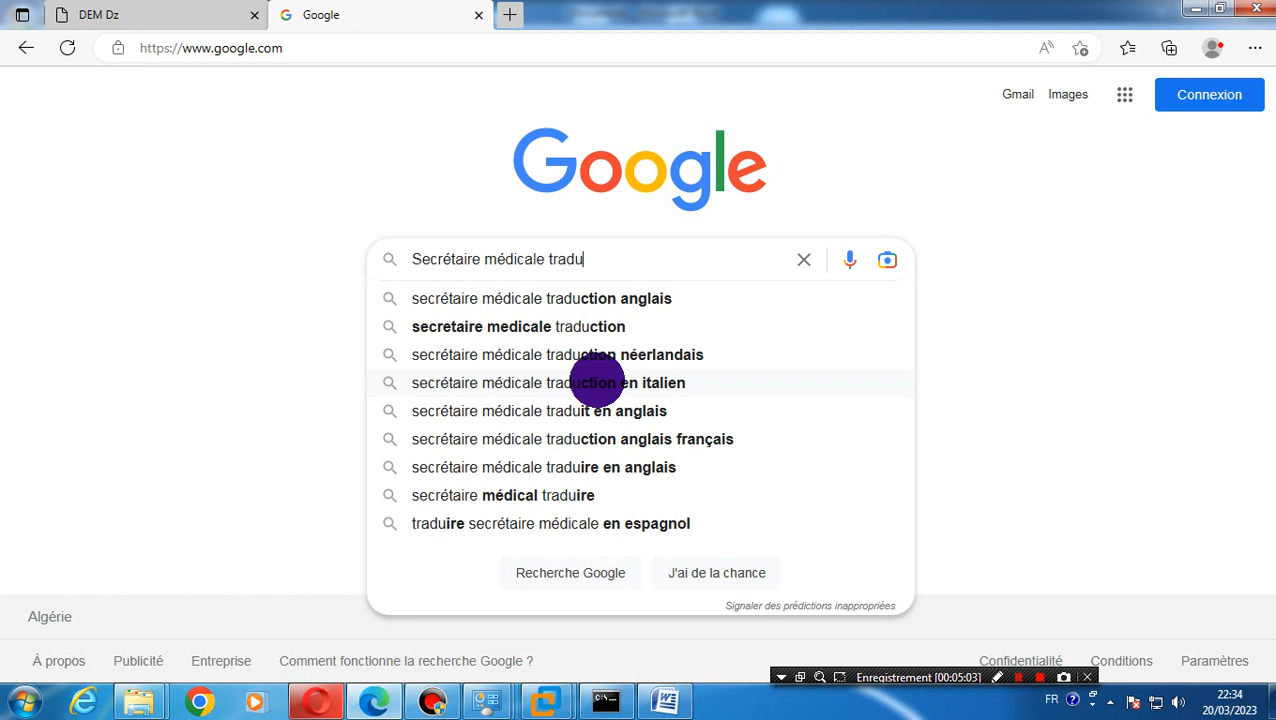 DEM Dz
Google
https://www.google.com
Gmail Images Connexion
Google
Secrétaire médicale tradu
secrétaire médicale traduction anglais
secretaire medicale traduction
secrétaire médicale traduction néerlandais
secrétaire médicale traduction en italien
secrétaire médicale traduit en anglais
secrétaire médicale traduction anglais français
secrétaire médicale traduire en anglais
secrétaire médical traduire
traduire secrétaire médicale en espagnol
Recherche Google J'ai de la chance
Signaler des prédictions inappropriées
Algérie
À propos Publicité Entreprise Comment fonctionne la recherche Google ? Confidentialité Conditions Paramètres
Enregistrement [00:05:03]
FR 22:34
20/03/2023